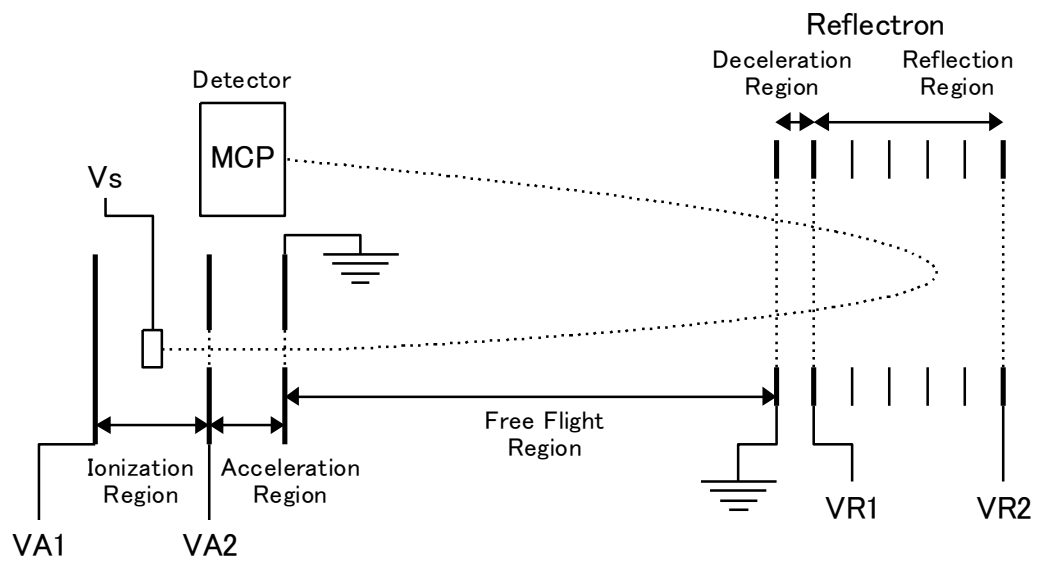 Reflectron
Deceleration
Region
Reflection
Region
Detector
MCP
Vs
Free Flight
Region
Ionization
Region
Acceleration
Region
VA1
VA2
VR1
VR2